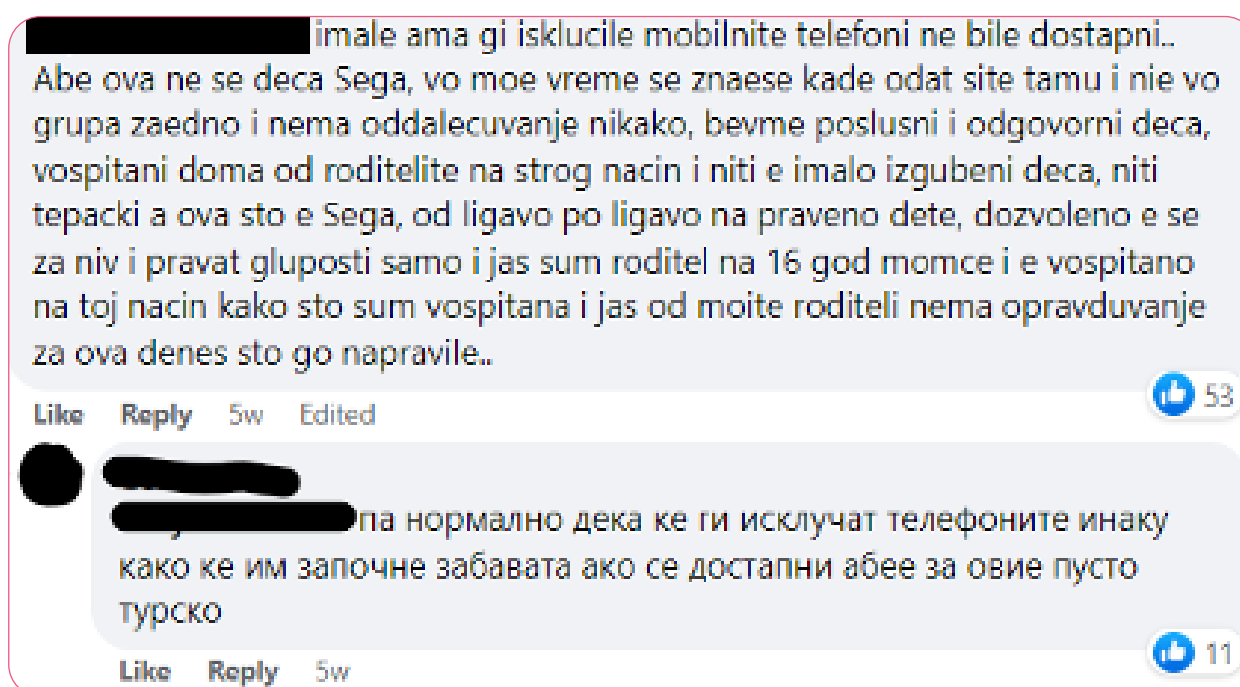 imale ama gi isklucile mobilnite telefoni ne bile dostapni..
Abe ova ne se deca Sega, vo moe vreme se znaese kade odat site tamu i nie vo
grupa zaedno i nema oddalecuvanje nikako, bevme poslusni i odgovorni deca,
vospitani doma od roditelite na strog nacin i niti e imalo izgubeni deca, niti
tepacki a ova sto e Sega, od ligavo po ligavo na praveno dete, dozvoleno e se
za niv i pravat gluposti samo i jas sum roditel na 16 god momce i e vospitano
na toj nacin kako sto sum vospitana i jas od moite roditeli nema opravduvanje
za ova denes sto go napravile..
53
Like Reply 5w Edited
па нормално дека ке ги исклучат телефоните инаку
како ке им започне забавата ако се достапни абее за овие пусто
турско
11
Like Reply 5w